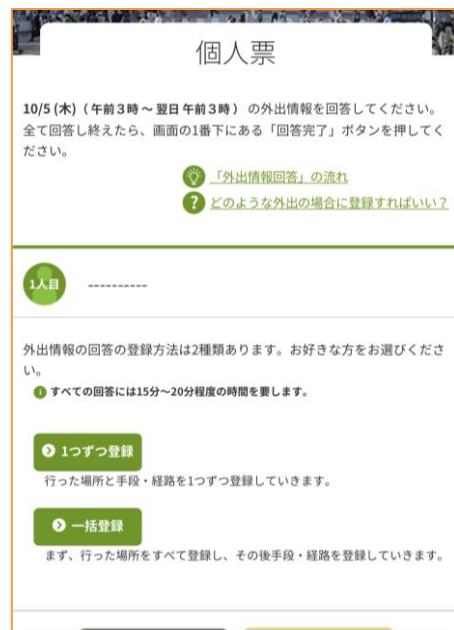 個人票
10/5 (木)（ 午前３時 ～ 翌日 午前３時 ） の外出情報を回答してください。
全て回答し終えたら、画面の1番下にある「回答完了」ボタンを押してく
ださい。
「外出情報回答」の流れ
? どのような外出の場合に登録すればいい？
1人目 ----------
外出情報の回答の登録方法は2種類あります。お好きな方をお選びくださ
い。
i すべての回答には15分～20分程度の時間を要します。
1つずつ登録
行った場所と手段・経路を1つずつ登録していきます。
一括登録
まず、行った場所をすべて登録し、その後手段・経路を登録していきます。